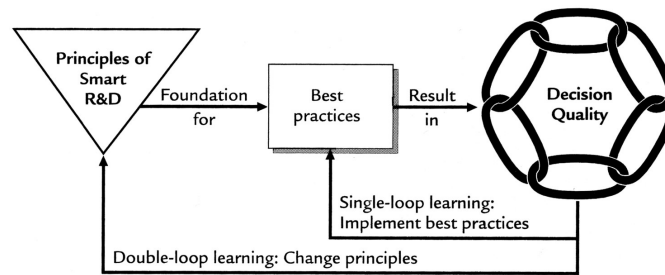 Principles of
Smart
R&D
Foundation
for
Best
practices
Result
in
Decision
Quality
Single-loop learning:
Implement best practices
Double-loop learning: Change principles